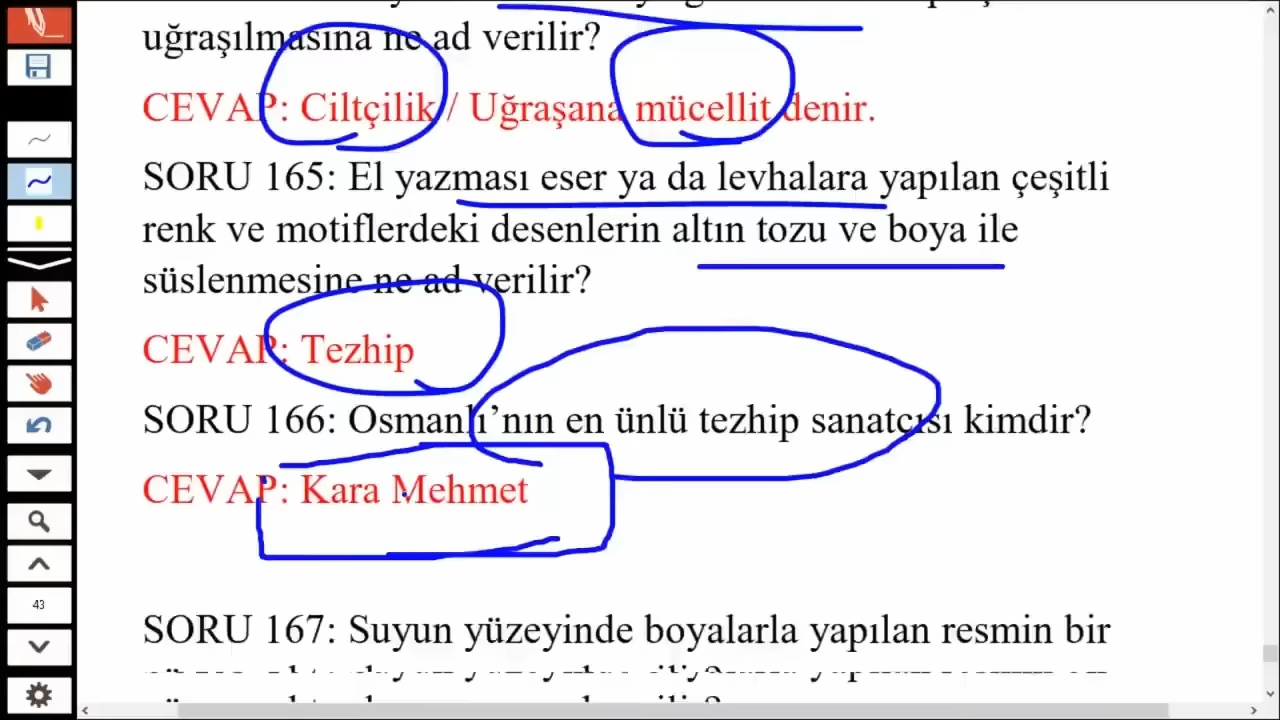 uğraşılmasına ne ad verilir?
CEVAP: Ciltçilik / Uğraşana mücellit denir.
SORU 165: El yazması eser ya da levhalara yapılan çeşitli
renk ve motiflerdeki desenlerin altın tozu ve boya ile
süslenmesine ne ad verilir?
CEVAP: Tezhip
SORU 166: Osmanlı’nın en ünlü tezhip sanatçısı kimdir?
CEVAP: Kara Mehmet
43
SORU 167: Suyun yüzeyinde boyalarla yapılan resmin bir